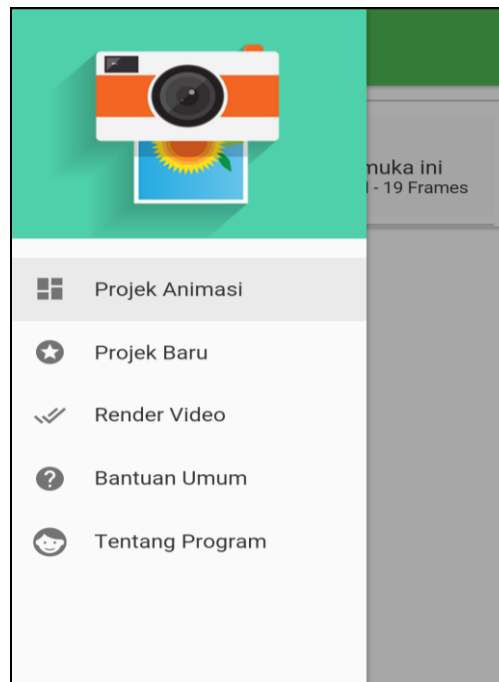 muka ini
- 19 Frames
Projek Animasi
Projek Baru
Render Video
Bantuan Umum
Tentang Program